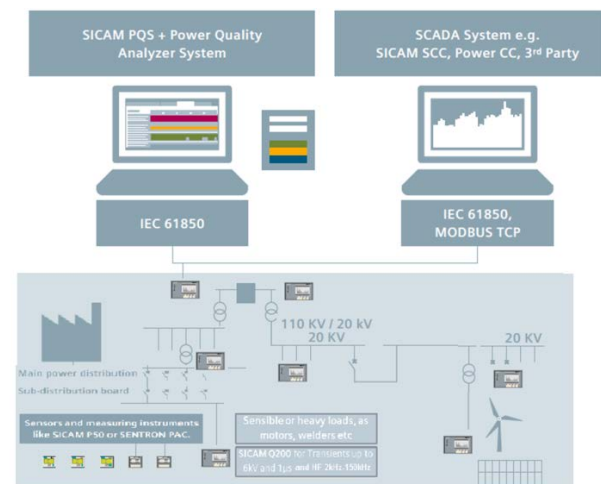 SICAM PQS + Power Quality
Analyzer System
SCADA System e.g.
SICAM SCC, Power CC, 3rd Party
IEC 61850
IEC 61850,
MODBUS TCP
110 KV / 20 kV
20 KV
20 KV
Main power distribution
Sub-distribution board
Sensors and measuring instruments
like SICAM P50 or SENTRON PAC.
Sensible or heavy loads, as
motors, welders etc
SICAM Q200 for Transients up to
6kV and 1µs and HF 2kHz-150kHz